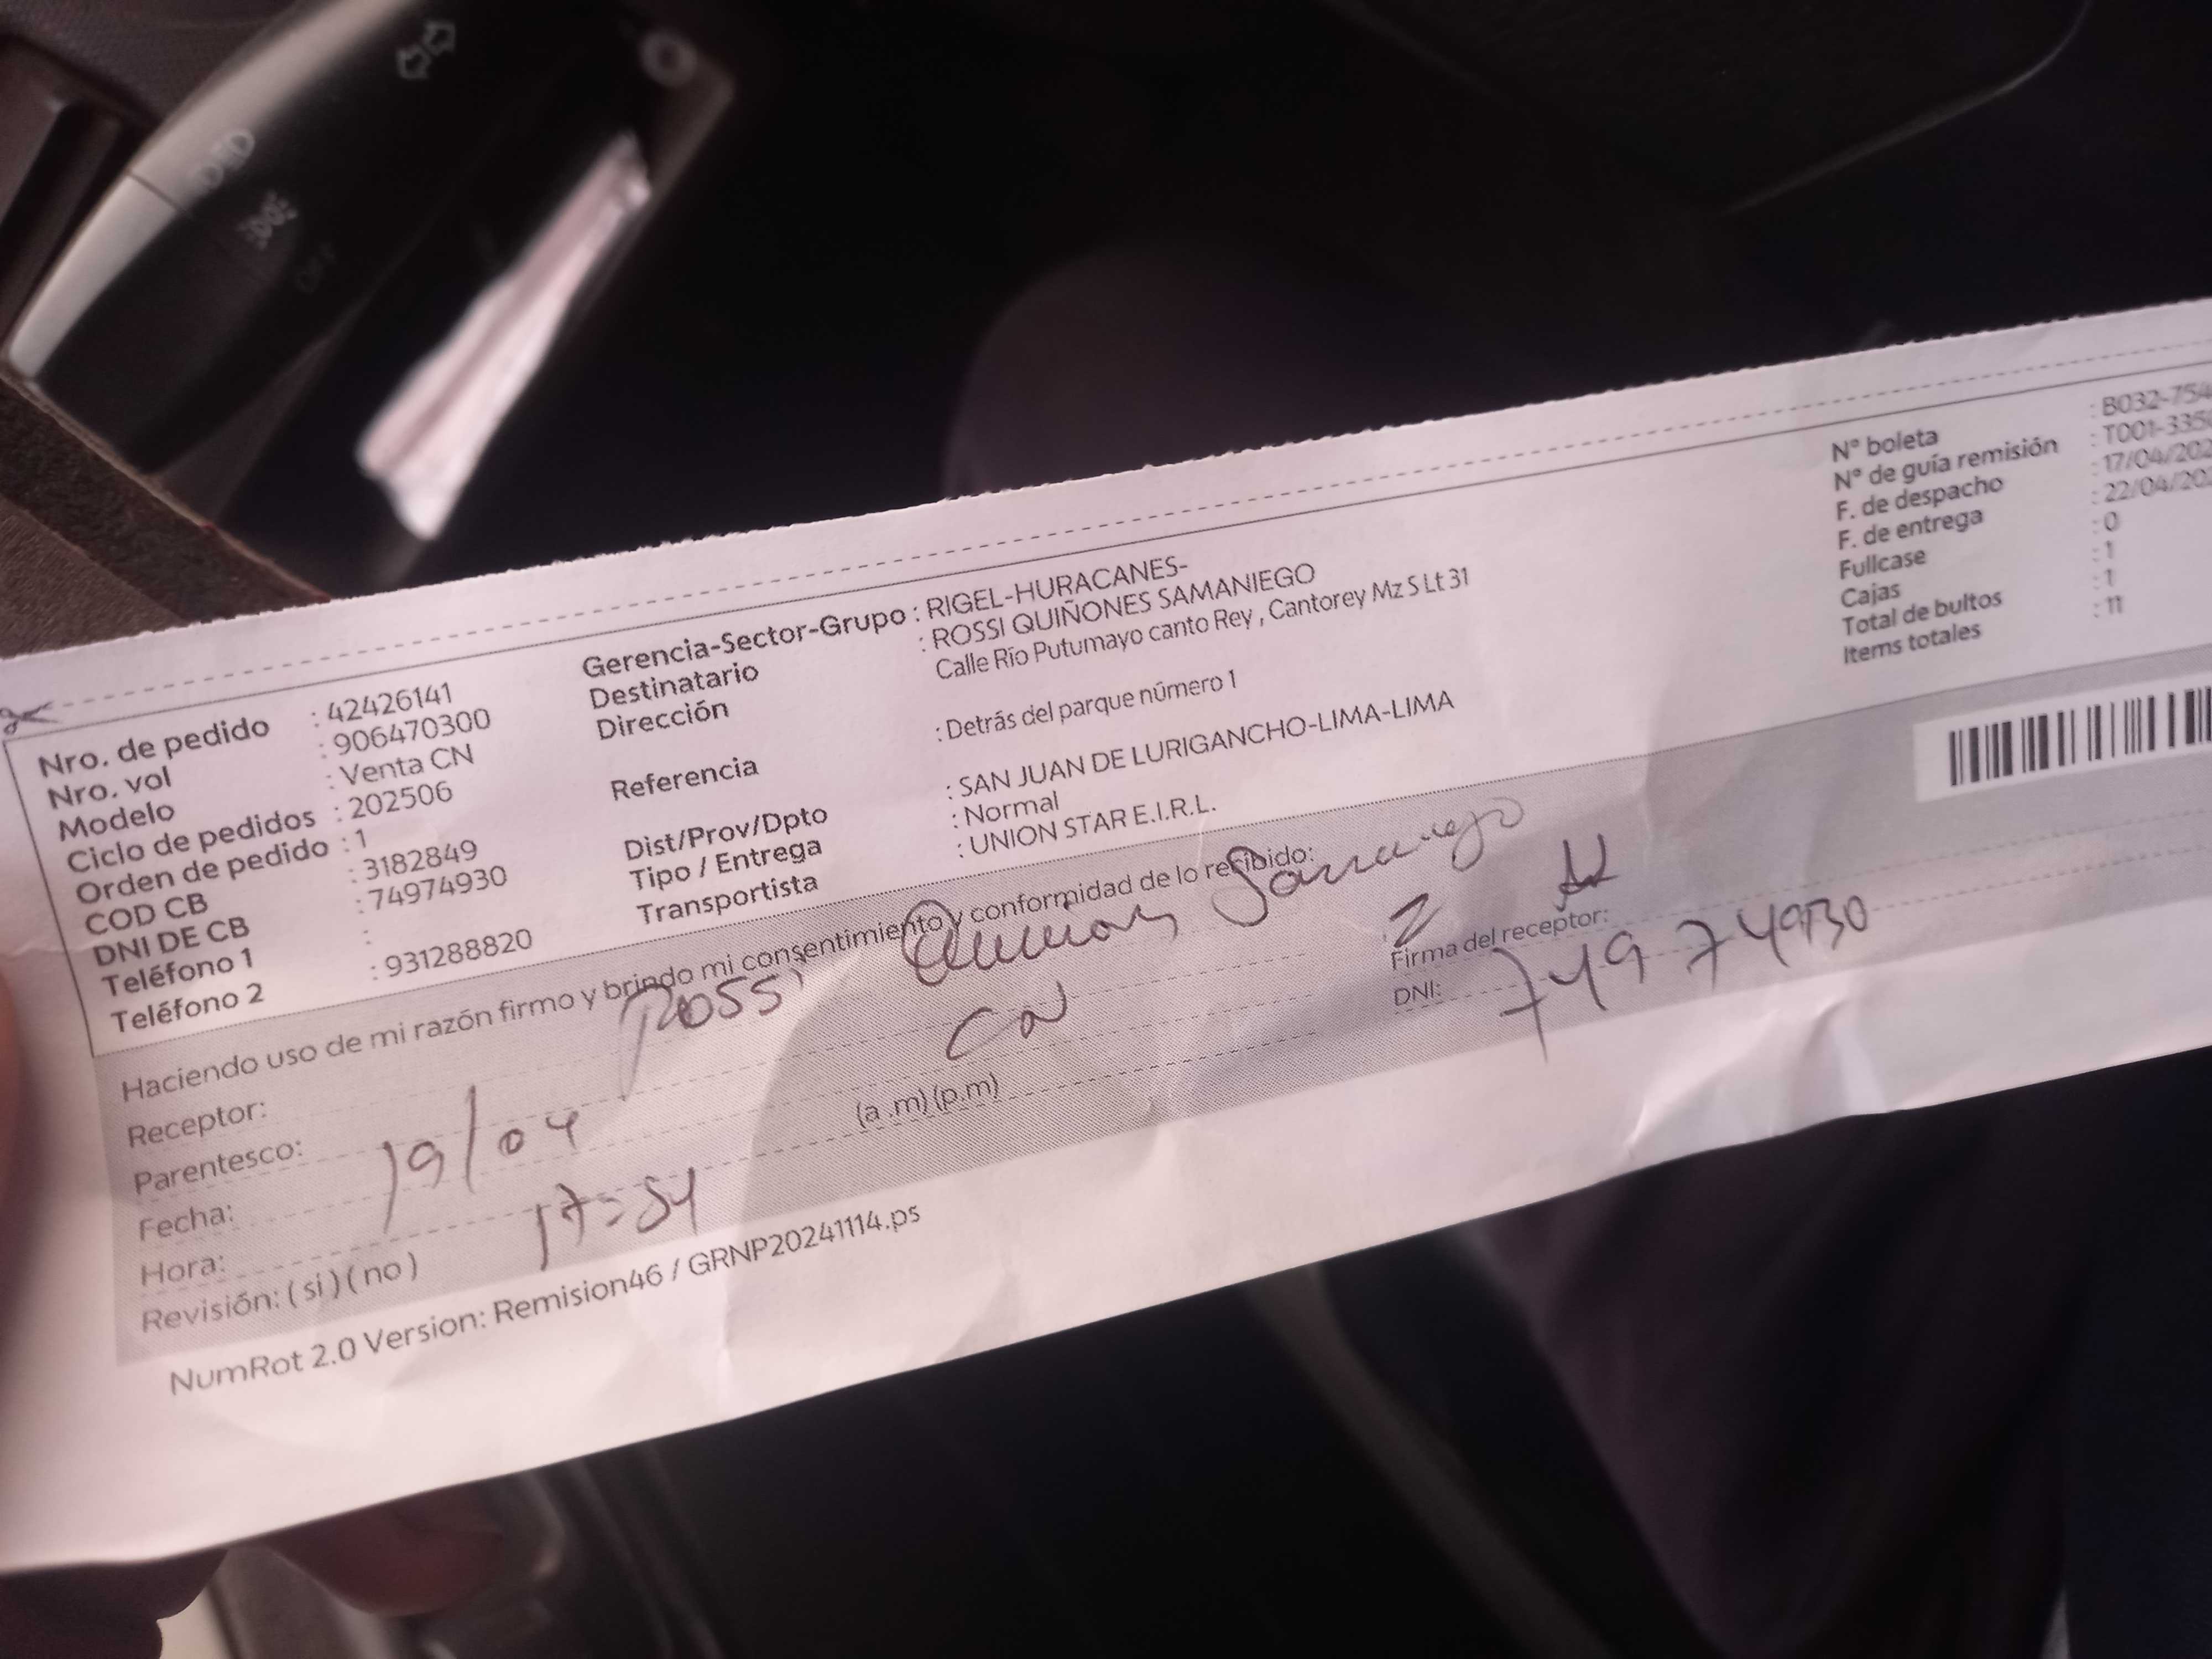 Nro. de pedido : 42426141
Nro. vol : 906470300
Modelo : Venta CN
Ciclo de pedidos : 202506
Orden de pedido : 1
COD CB : 3182849
DNI DE CB : 74974930
Teléfono 1 :
Teléfono 2 : 931288820
Gerencia-Sector-Grupo : RIGEL-HURACANES-
Destinatario : ROSSI QUIÑONES SAMANIEGO
Dirección Calle Río Putumayo canto Rey , Cantorey Mz S Lt 31
Referencia : Detrás del parque número 1
Dist/Prov/Dpto : SAN JUAN DE LURIGANCHO-LIMA-LIMA
Tipo / Entrega : Normal
Transportista : UNION STAR E.I.R.L.
N° boleta : B032-754
N° de guía remisión : T001-335
F. de despacho : 17/04/202
F. de entrega : 22/04/202
Fullcase : 0
Cajas : 1
Total de bultos : 1
Items totales : 11
Haciendo uso de mi razón firmo y brindo mi consentimiento y conformidad de lo recibido:
Receptor: Rossi Quiñones Samaniego
Firma del receptor:
Parentesco: CN
DNI: 74974930
Fecha: 19/04
Hora: 17:54 (a .m) (p.m)
Revisión: ( si ) ( no )
NumRot 2.0 Version: Remision46 / GRNP20241114.ps
OFF